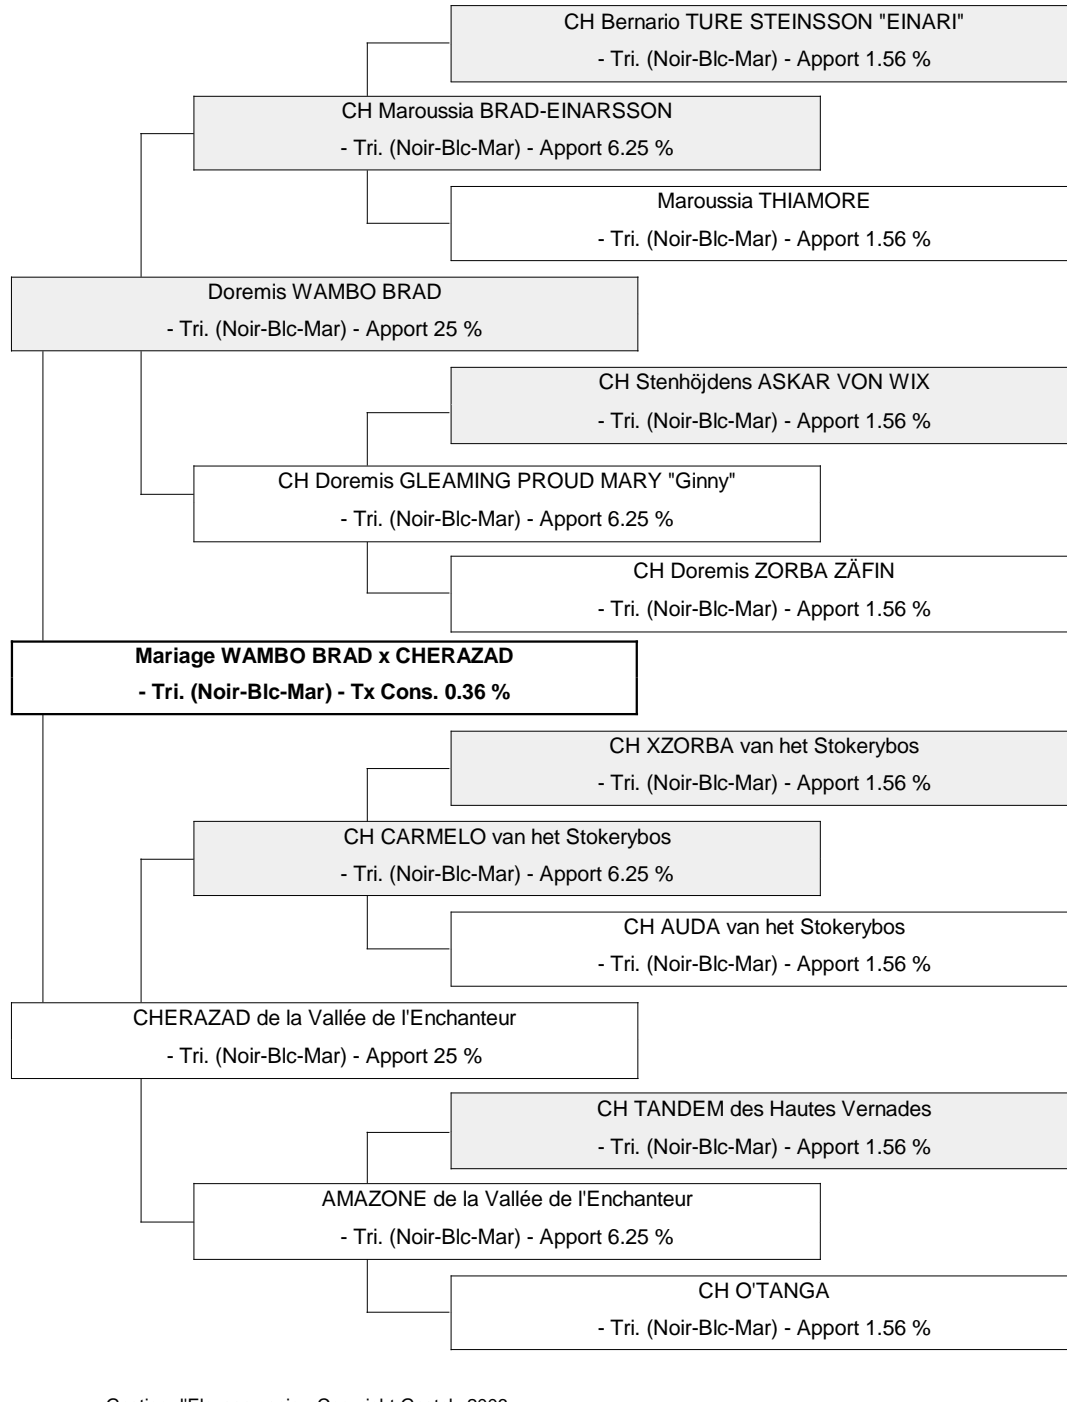 CH Bernario TURE STEINSSON "EINARI"
- Tri. (Noir-Blc-Mar) - Apport 1.56 %
CH Maroussia BRAD-EINARSSON
- Tri. (Noir-Blc-Mar) - Apport 6.25 %
Maroussia THIAMORE
- Tri. (Noir-Blc-Mar) - Apport 1.56 %
Doremis WAMBO BRAD
- Tri. (Noir-Blc-Mar) - Apport 25 %
CH Stenhöjdens ASKAR VON WIX
- Tri. (Noir-Blc-Mar) - Apport 1.56 %
CH Doremis GLEAMING PROUD MARY "Ginny"
- Tri. (Noir-Blc-Mar) - Apport 6.25 %
CH Doremis ZORBA ZÄFIN
- Tri. (Noir-Blc-Mar) - Apport 1.56 %
Mariage WAMBO BRAD x CHERAZAD
- Tri. (Noir-Blc-Mar) - Tx Cons. 0.36 %
CH XZORBA van het Stokerybos
- Tri. (Noir-Blc-Mar) - Apport 1.56 %
CH CARMELO van het Stokerybos
- Tri. (Noir-Blc-Mar) - Apport 6.25 %
CH AUDA van het Stokerybos
- Tri. (Noir-Blc-Mar) - Apport 1.56 %
CHERAZAD de la Vallée de l'Enchanteur
- Tri. (Noir-Blc-Mar) - Apport 25 %
CH TANDEM des Hautes Vernades
- Tri. (Noir-Blc-Mar) - Apport 1.56 %
AMAZONE de la Vallée de l'Enchanteur
- Tri. (Noir-Blc-Mar) - Apport 6.25 %
CH O'TANGA
- Tri. (Noir-Blc-Mar) - Apport 1.56 %